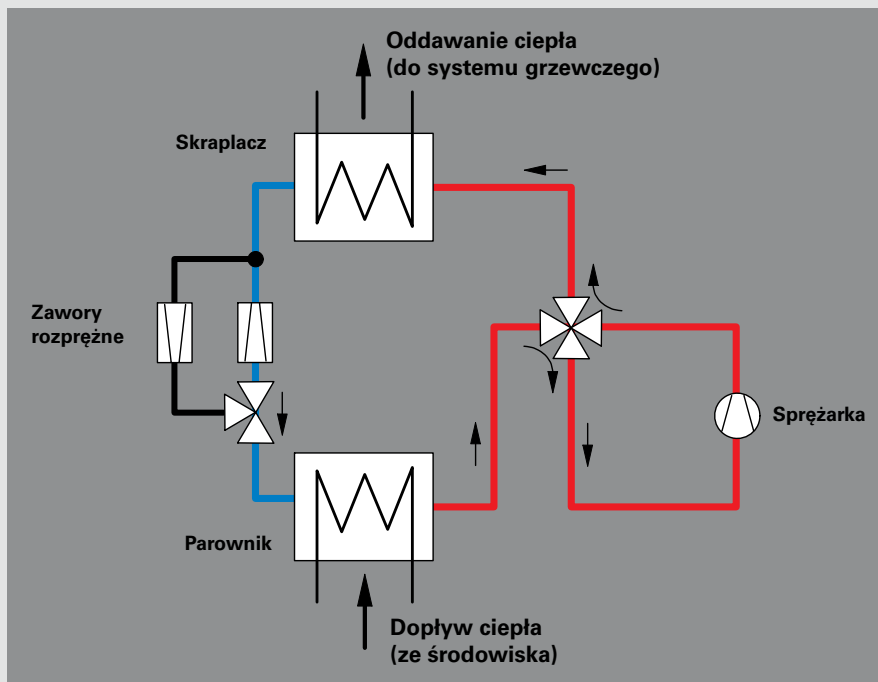 Oddawanie ciepła
(do systemu grzewczego)
Skraplacz
Zawory
rozprężne
Sprężarka
Parownik
Dopływ ciepła
(ze środowiska)